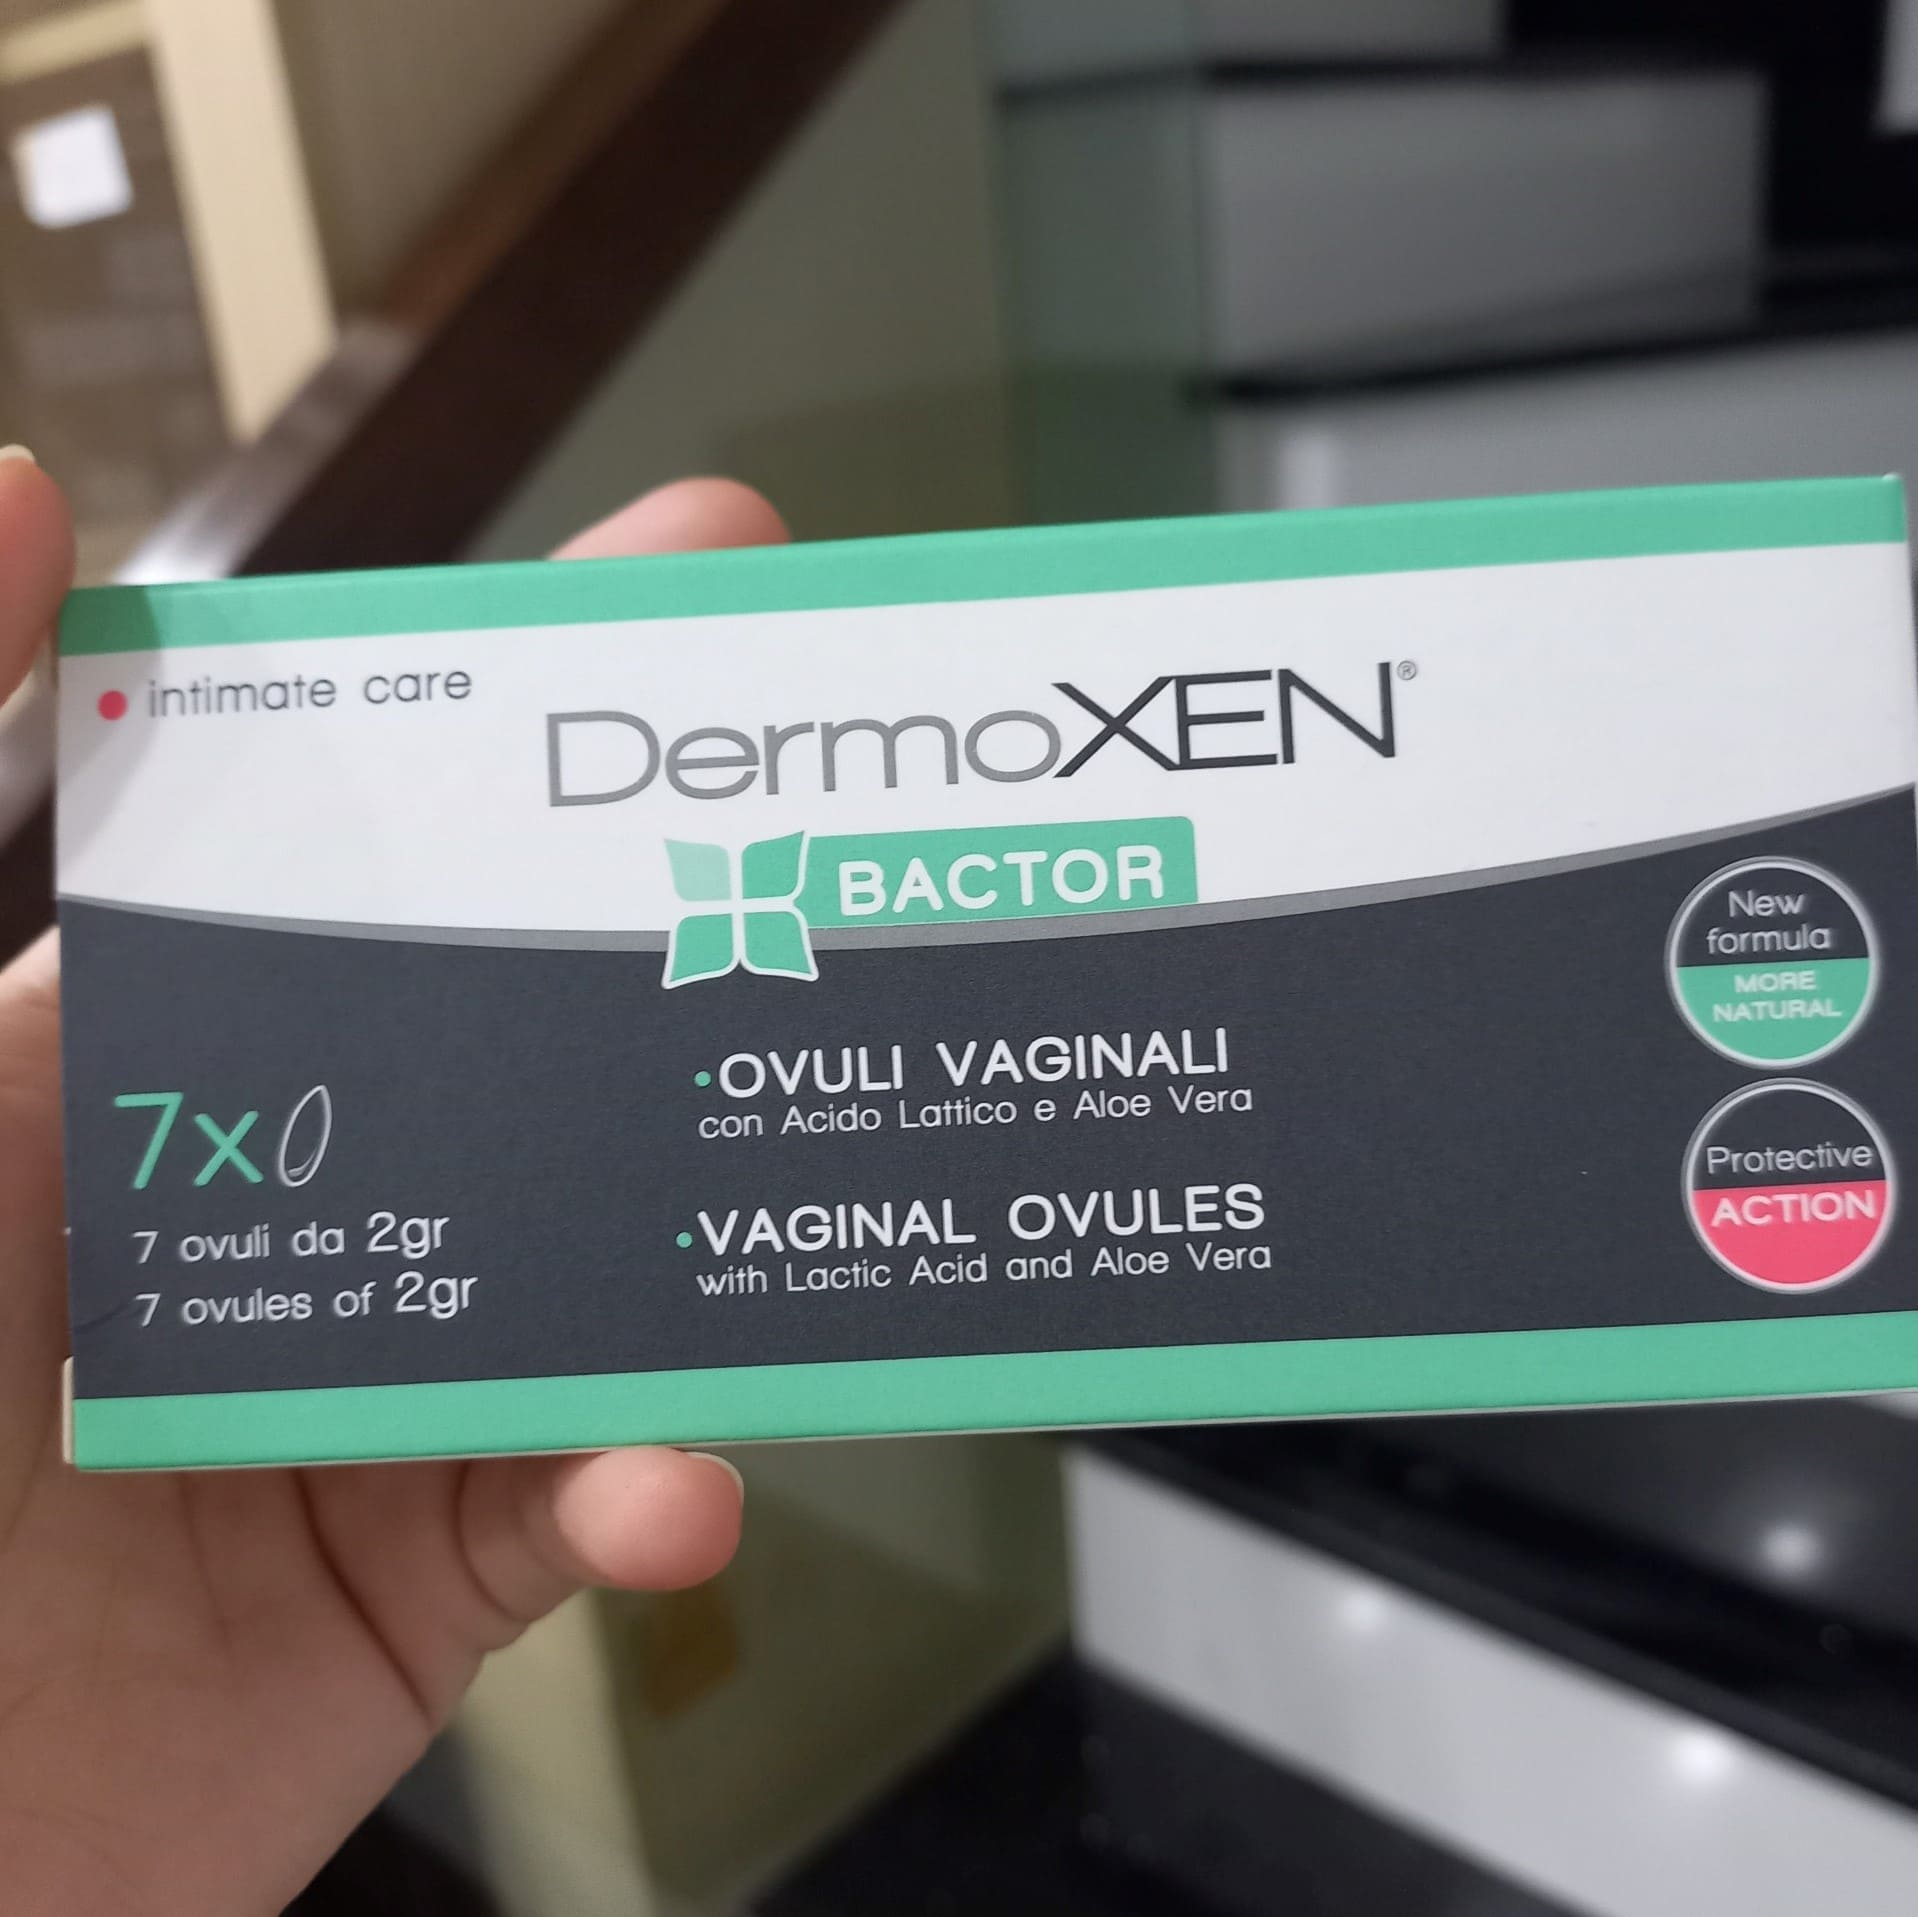 intimate care
DermoXEN®
BACTOR
New
formula
MORE
NATURAL
•OVULI VAGINALI
con Acido Lattico e Aloe Vera
7x
7 ovuli da 2gr
7 ovules of 2gr
•VAGINAL OVULES
with Lactic Acid and Aloe Vera
Protective
ACTION